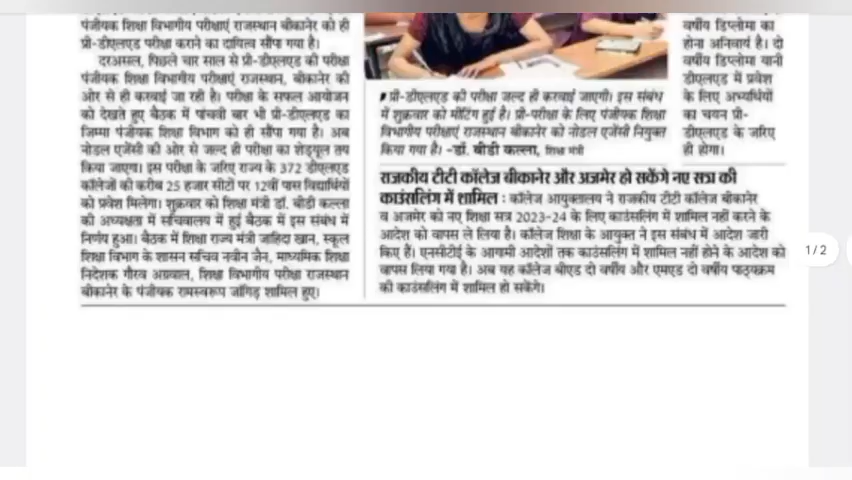 पंजीयक शिक्षा विभागीय परीक्षाएं राजस्थान बीकानेर को ही
प्री-डीएलएड परीक्षा कराने का दायित्व सौंपा गया है।
दरअसल, पिछले चार साल से प्री-डीएलएड की परीक्षा
पंजीयक शिक्षा विभागीय परीक्षाएं राजस्थान, बीकानेर की
ओर से ही करवाई जा रही है। परीक्षा के सफल आयोजन
को देखते हुए बैठक में पांचवी बार भी प्री-डीएलएड का
जिम्मा पंजीयक शिक्षा विभाग को ही सौंपा गया है। अब
नोडल एजेंसी की ओर से जल्द ही परीक्षा का शेड्यूल तय
किया जाएगा। इस परीक्षा के जरिए राज्य के 372 डीएलएड
कॉलेजों की करीब 25 हजार सीटों पर 12वीं पास विद्यार्थियों
को प्रवेश मिलेगा। शुक्रवार को शिक्षा मंत्री डॉ. बीडी कल्ला
की अध्यक्षता में सचिवालय में हुई बैठक में इस संबंध में
निर्णय हुआ। बैठक में शिक्षा राज्य मंत्री जाहिदा खान, स्कूल
शिक्षा विभाग के शासन सचिव नवीन जैन, माध्यमिक शिक्षा
निदेशक गौरव अग्रवाल, शिक्षा विभागीय परीक्षा राजस्थान
बीकानेर के पंजीयक रामस्वरूप जांगिड़ शामिल हुए।
प्री-डीएलएड की परीक्षा जल्द ही करवाई जाएगी। इस संबंध
में शुक्रवार को मीटिंग हुई है। प्री-परीक्षा के लिए पंजीयक शिक्षा
विभागीय परीक्षाएं राजस्थान बीकानेर को नोडल एजेंसी नियुक्त
किया गया है। -डॉ. बीडी कल्ला, शिक्षा मंत्री
वर्षीय डिप्लोमा का
होना अनिवार्य है। दो
वर्षीय डिप्लोमा यानी
डीएलएड में प्रवेश
के लिए अभ्यर्थियों
का चयन प्री-
डीएलएड के जरिए
ही होगा।
राजकीय टीटी कॉलेज बीकानेर और अजमेर हो सकेंगे नए सत्र की
काउंसलिंग में शामिल : कॉलेज आयुक्तालय ने राजकीय टीटी कॉलेज बीकानेर
व अजमेर को नए शिक्षा सत्र 2023-24 के लिए काउंसलिंग में शामिल नहीं करने के
आदेश को वापस ले लिया है। कॉलेज शिक्षा के आयुक्त ने इस संबंध में आदेश जारी
किए हैं। एनसीटीई के आगामी आदेशों तक काउंसलिंग में शामिल नहीं होने के आदेश को
वापस लिया गया है। अब यह कॉलेज बीएड दो वर्षीय और एमएड दो वर्षीय पाठ्यक्रम
की काउंसलिंग में शामिल हो सकेंगे।
1/2